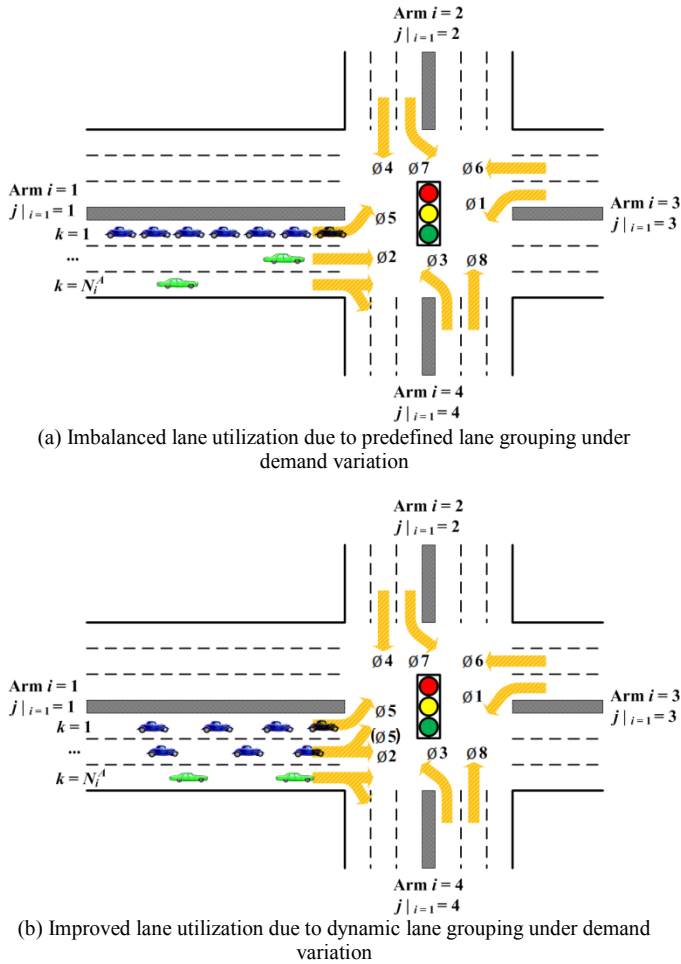 Arm i = 2
j | i = 1 = 2
Ø4 Ø7 Ø6
Arm i = 1
j | i = 1 = 1
Ø1
Arm i = 3
j | i = 1 = 3
k = 1
Ø5
...
Ø2 Ø3 Ø8
k = N_i^A
Arm i = 4
j | i = 1 = 4
(a) Imbalanced lane utilization due to predefined lane grouping under
demand variation
Arm i = 2
j | i = 1 = 2
Ø4 Ø7 Ø6
Arm i = 1
j | i = 1 = 1
Ø1
Arm i = 3
j | i = 1 = 3
k = 1
Ø5
(Ø5)
...
Ø2 Ø3 Ø8
k = N_i^A
Arm i = 4
j | i = 1 = 4
(b) Improved lane utilization due to dynamic lane grouping under demand
variation